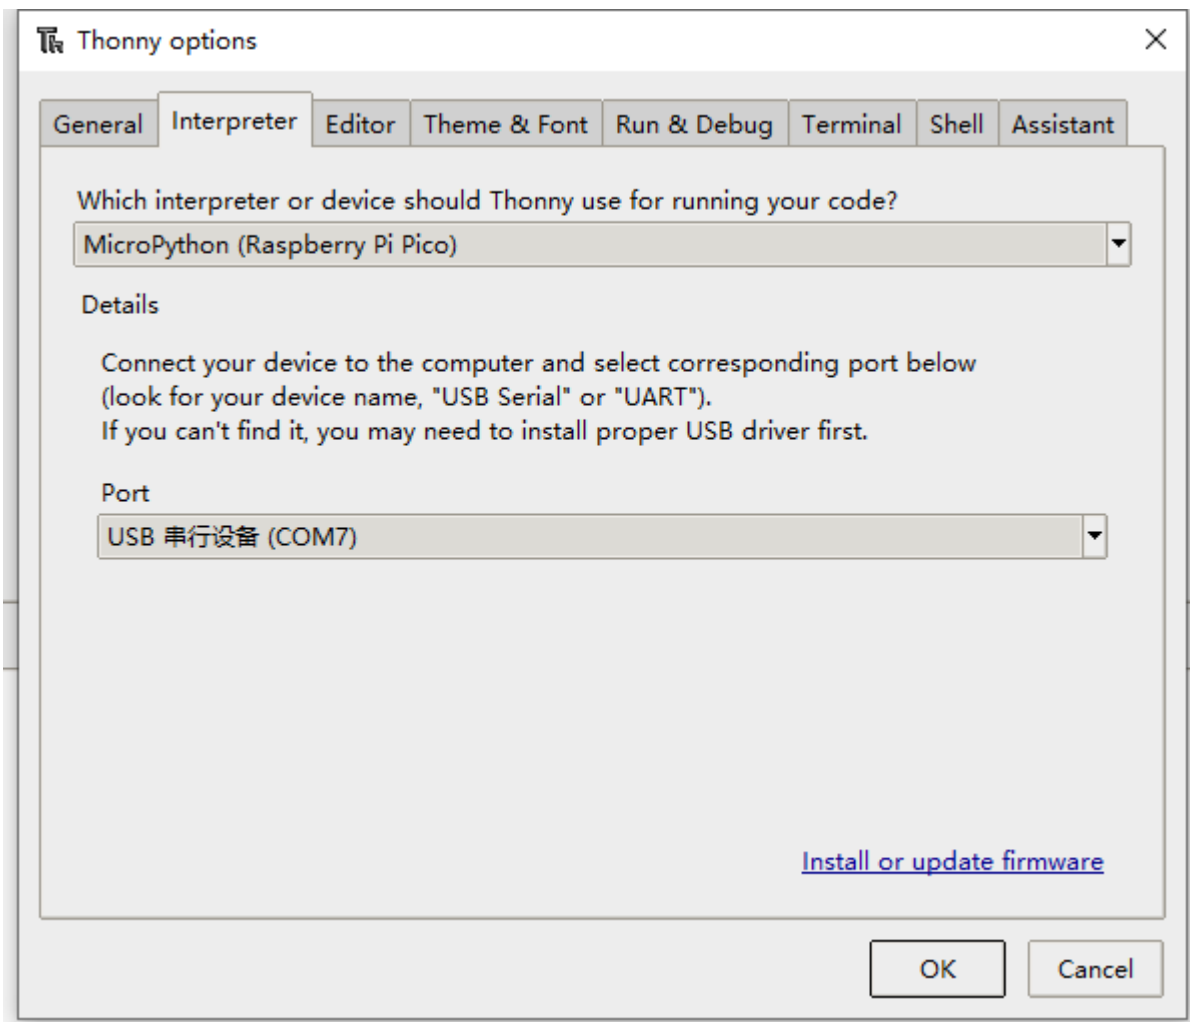 Thonny options
General
Interpreter
Editor
Theme & Font
Run & Debug
Terminal
Shell
Assistant
Which interpreter or device should Thonny use for running your code?
MicroPython (Raspberry Pi Pico)
Details
Connect your device to the computer and select corresponding port below
(look for your device name, "USB Serial" or "UART").
If you can't find it, you may need to install proper USB driver first.
Port
USB 串行设备 (COM7)
Install or update firmware
OK
Cancel